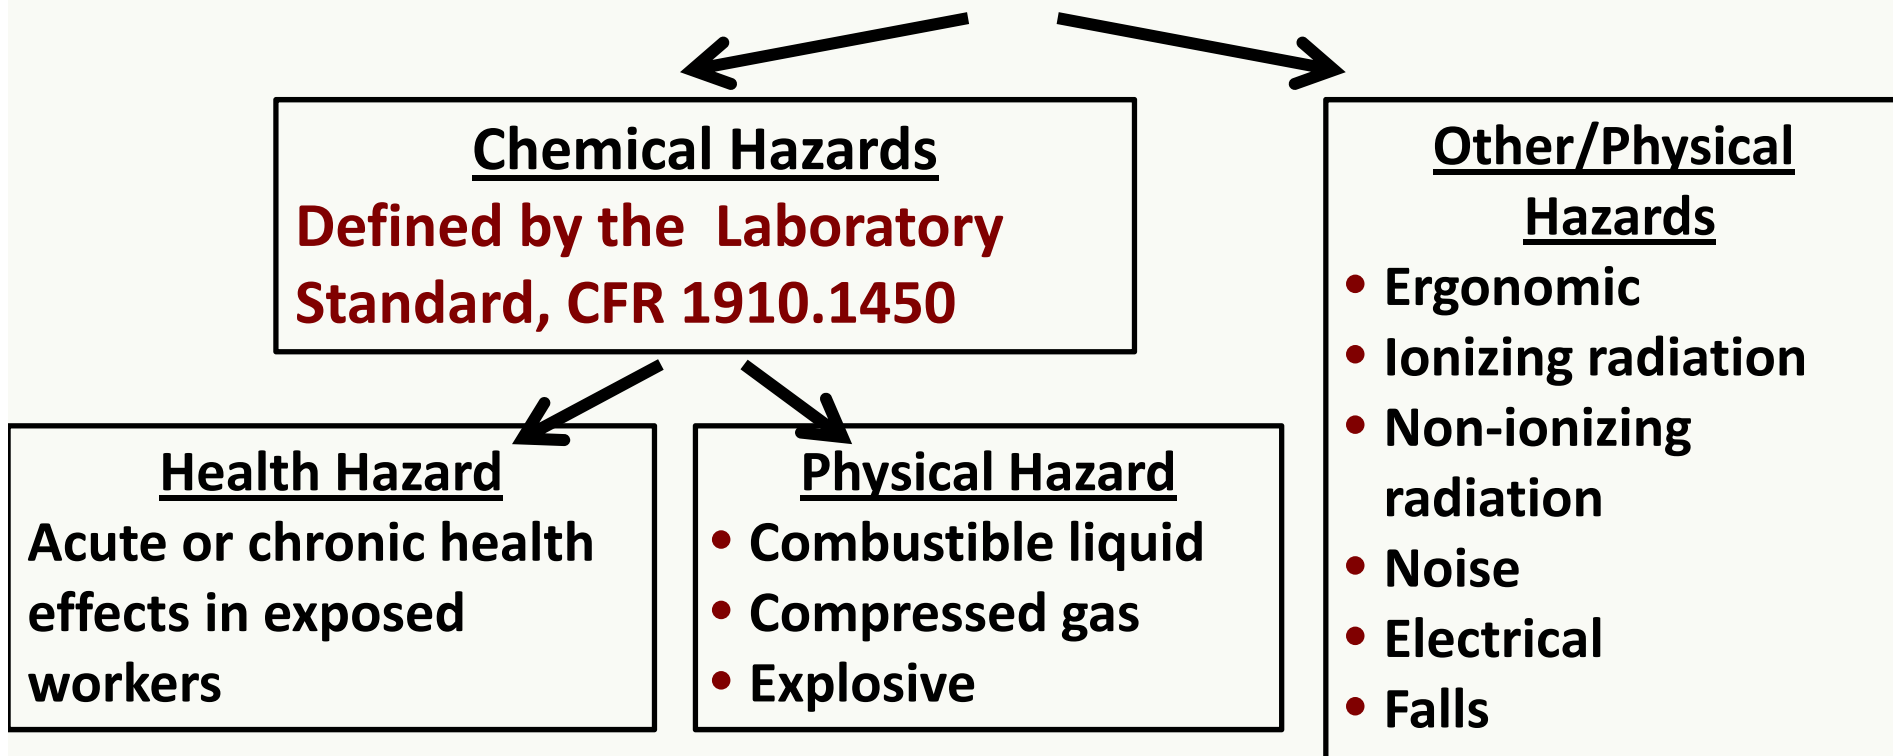 Chemical Hazards
Defined by the Laboratory
Standard, CFR 1910.1450
Health Hazard
Acute or chronic health
effects in exposed
workers
Physical Hazard
• Combustible liquid
• Compressed gas
• Explosive
Other/Physical
Hazards
• Ergonomic
• Ionizing radiation
• Non-ionizing
radiation
• Noise
• Electrical
• Falls